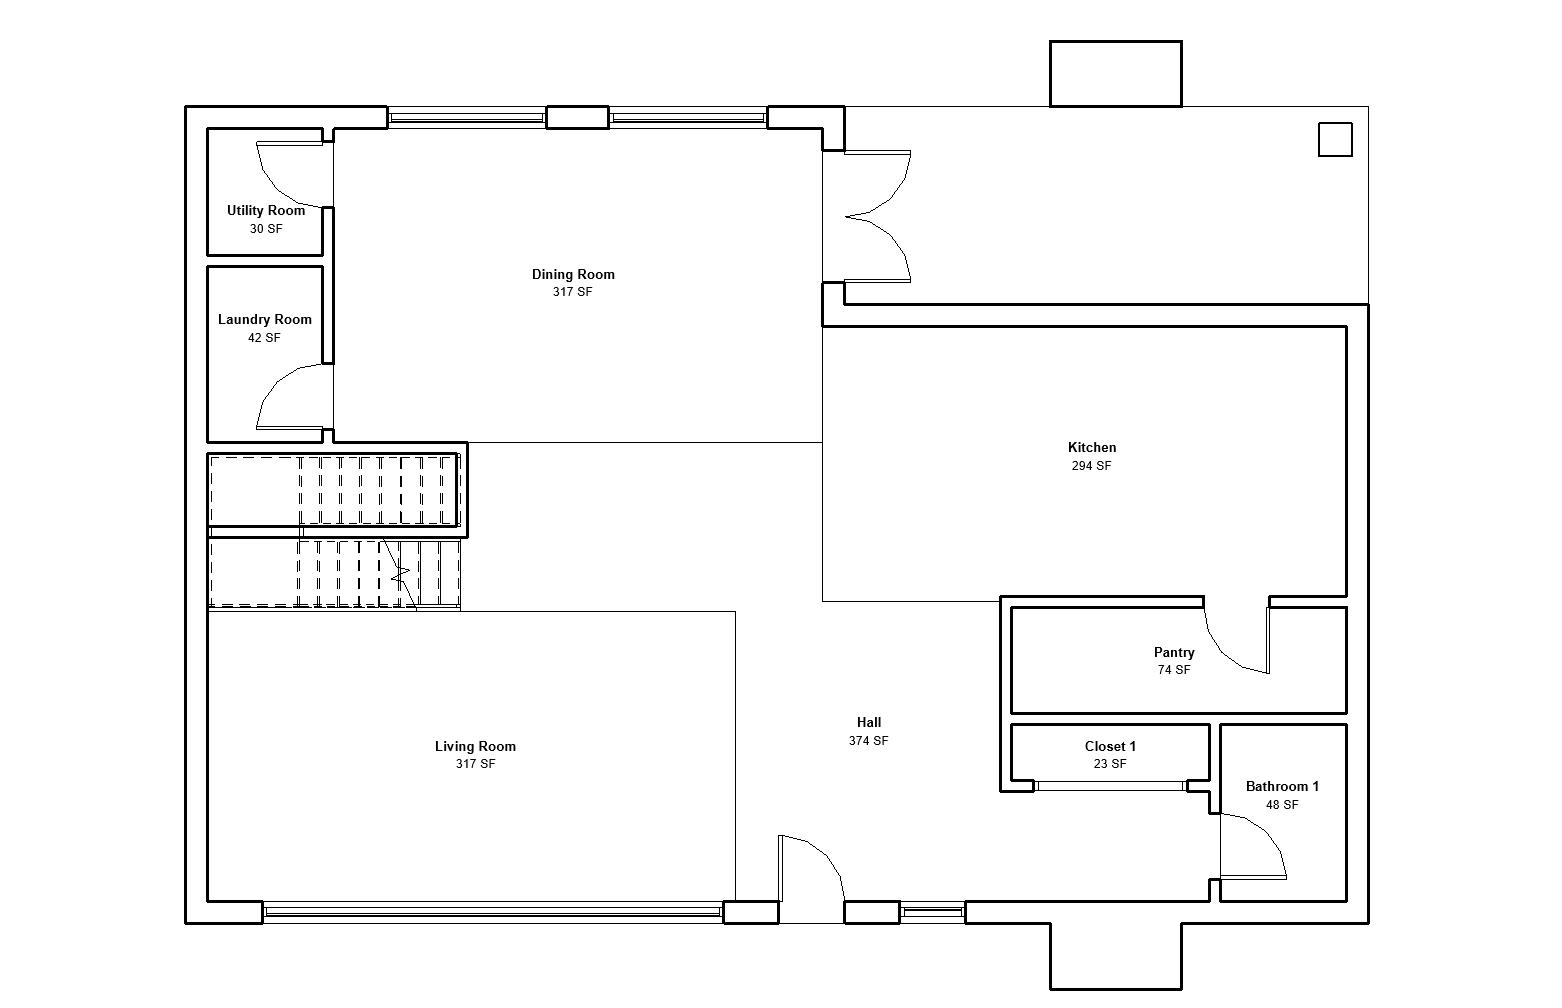 Utility Room
30 SF
Dining Room
317 SF
Laundry Room
42 SF
Kitchen
294 SF
Pantry
74 SF
Hall
374 SF
Living Room
317 SF
Closet 1
23 SF
Bathroom 1
48 SF